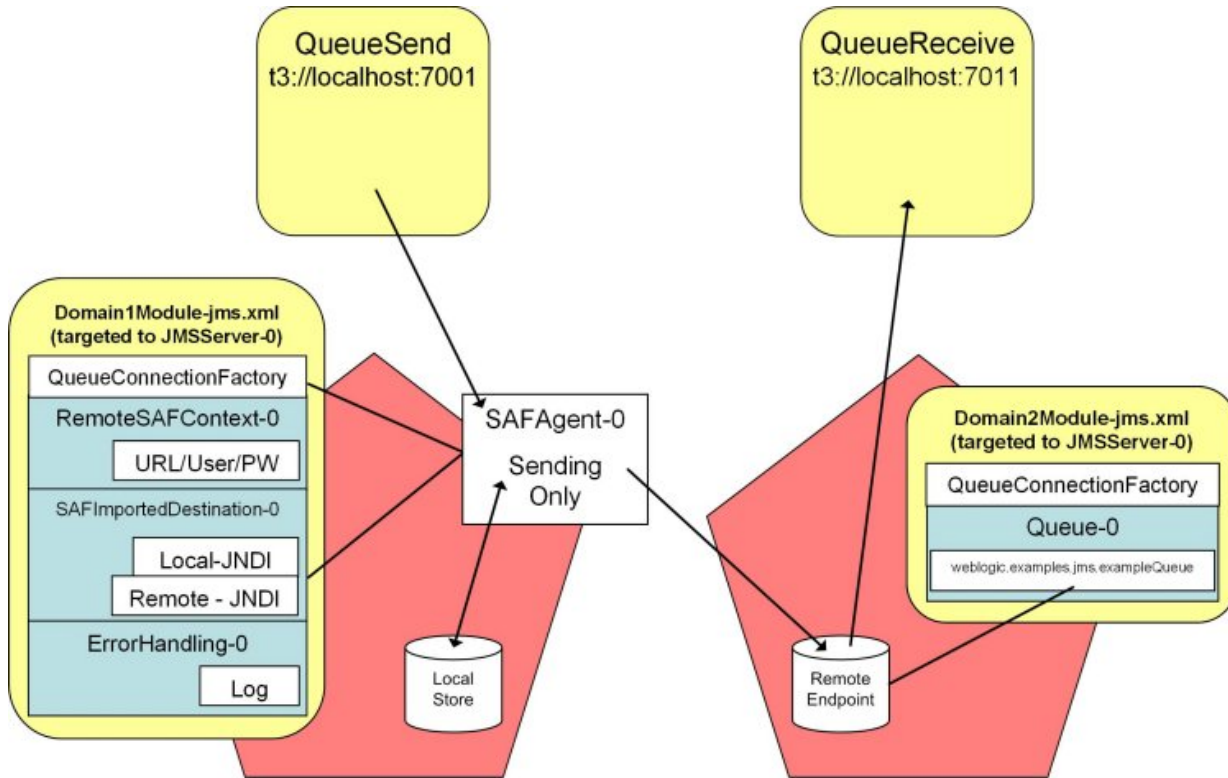 QueueSend
t3://localhost:7001
QueueReceive
t3://localhost:7011
Domain1Module-jms.xml
(targeted to JMSServer-0)
QueueConnectionFactory
RemoteSAFContext-0
URL/User/PW
SAFImportedDestination-0
Local-JNDI
Remote - JNDI
ErrorHandling-0
Log
SAFAgent-0
Sending
Only
Local
Store
Domain2Module-jms.xml
(targeted to JMSServer-0)
QueueConnectionFactory
Queue-0
weblogic.examples.jms.exampleQueue
Remote
Endpoint